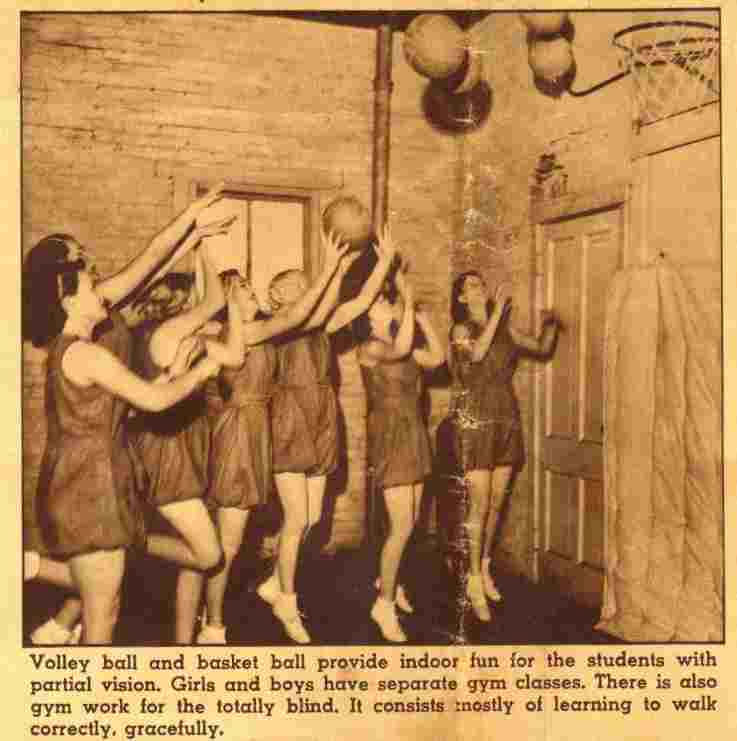 Volley ball and basket ball provide indoor fun for the students with
partial vision. Girls and boys have separate gym classes. There is also
gym work for the totally blind. It consists mostly of learning to walk
correctly, gracefully.